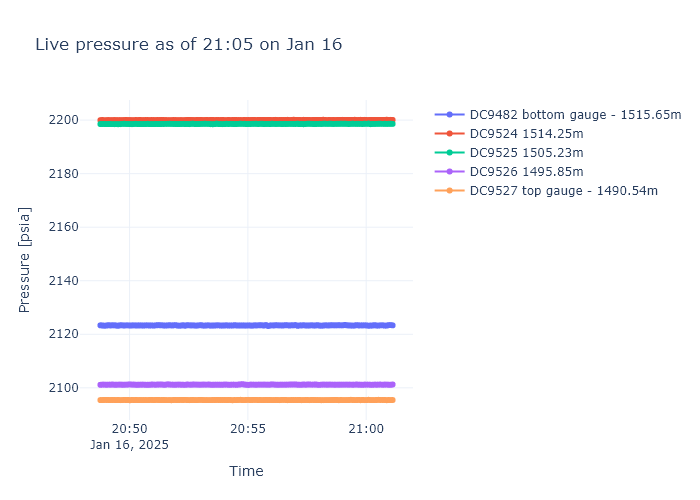 Live pressure as of 21:05 on Jan 16
DC9482 bottom gauge - 1515.65m
DC9524 1514.25m
DC9525 1505.23m
DC9526 1495.85m
DC9527 top gauge - 1490.54m
Pressure [psia]
2200
2180
2160
2140
2120
2100
20:50 20:55 21:00
Jan 16, 2025
Time